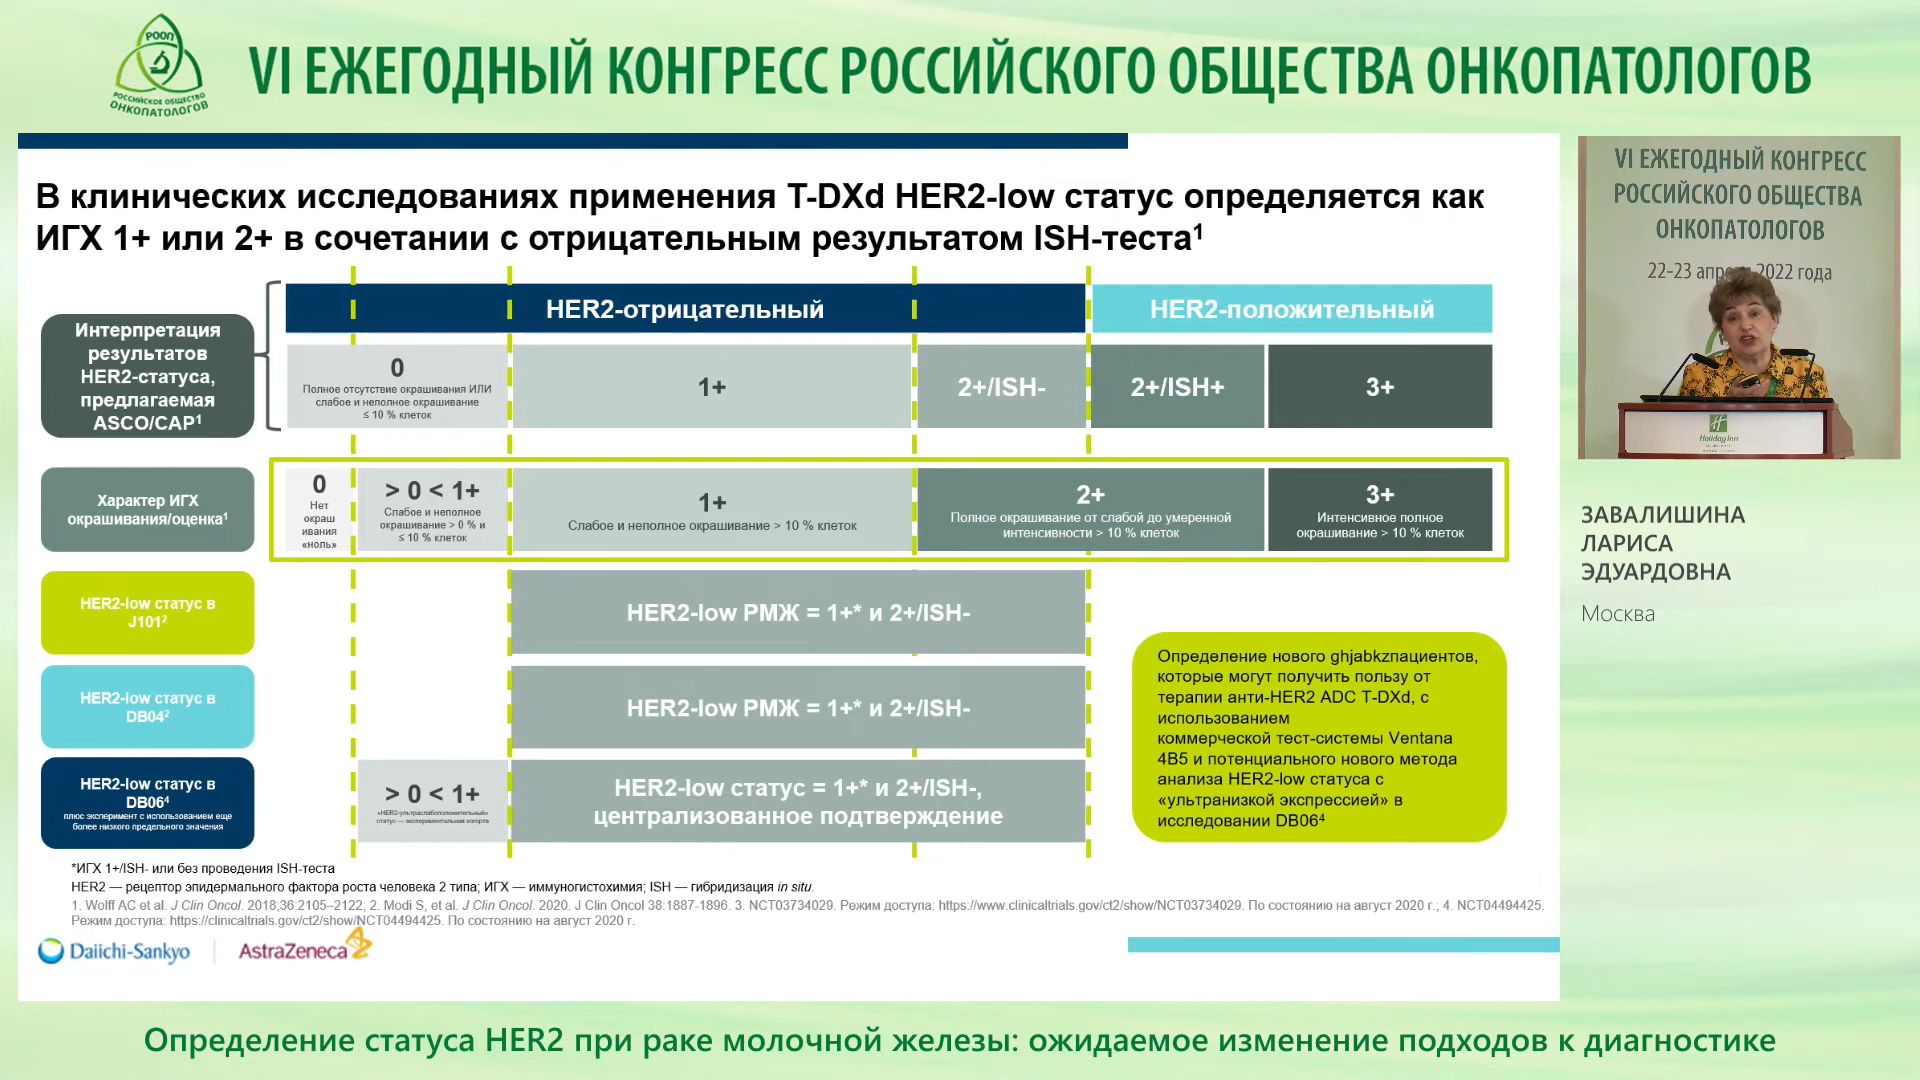 РООП
РОССИЙСКОЕ ОБЩЕСТВО
ОНКОПАТОЛОГОВ
VI ЕЖЕГОДНЫЙ КОНГРЕСС РОССИЙСКОГО ОБЩЕСТВА ОНКОПАТОЛОГОВ
В клинических исследованиях применения T-DXd HER2-low статус определяется как
ИГХ 1+ или 2+ в сочетании с отрицательным результатом ISH-теста1
Интерпретация
результатов
HER2-статуса,
предлагаемая
ASCO/CAP1
HER2-отрицательный
HER2-положительный
0
Полное отсутствие окрашивания ИЛИ
слабое и неполное окрашивание
≤ 10 % клеток
1+
2+/ISH-
2+/ISH+
3+
Характер ИГХ
окрашивания/оценка1
0
Нет
окраш
ивания
«ноль»
> 0 < 1+
Слабое и неполное
окрашивание > 0 % и
≤ 10 % клеток
1+
Слабое и неполное окрашивание > 10 % клеток
2+
Полное окрашивание от слабой до умеренной
интенсивности > 10 % клеток
3+
Интенсивное полное
окрашивание > 10 % клеток
HER2-low статус в
J1012
HER2-low РМЖ = 1+* и 2+/ISH-
HER2-low статус в
DB042
HER2-low РМЖ = 1+* и 2+/ISH-
HER2-low статус в
DB064
плюс эксперимент с использованием еще
более низкого предельного значения
> 0 < 1+
«HER2-ультраслабоположительный»
статус — экспериментальная когорта
HER2-low статус = 1+* и 2+/ISH-,
централизованное подтверждение
Определение нового ghjabkzпациентов,
которые могут получить пользу от
терапии анти-HER2 ADC T-DXd, с
использованием
коммерческой тест-системы Ventana
4B5 и потенциального нового метода
анализа HER2-low статуса с
«ультранизкой экспрессией» в
исследовании DB064
*ИГХ 1+/ISH- или без проведения ISH-теста
HER2 — рецептор эпидермального фактора роста человека 2 типа; ИГХ — иммуногистохимия; ISH — гибридизация in situ.
1. Wolff AC et al. J Clin Oncol. 2018;36:2105–2122; 2. Modi S, et al. J Clin Oncol. 2020. J Clin Oncol 38:1887-1896. 3. NCT03734029. Режим доступа: https://www.clinicaltrials.gov/ct2/show/NCT03734029. По состоянию на август 2020 г.; 4. NCT04494425.
Режим доступа: https://clinicaltrials.gov/ct2/show/NCT04494425. По состоянию на август 2020 г.
Daiichi-Sankyo
AstraZeneca
VI ЕЖЕГОДНЫЙ КОНГРЕСС
РОССИЙСКОГО ОБЩЕСТВА
ОНКОПАТОЛОГОВ
22-23 апре 2022 года
Holiday Inn
ЗАВАЛИШИНА
ЛАРИСА
ЭДУАРДОВНА
Москва
Определение статуса HER2 при раке молочной железы: ожидаемое изменение подходов к диагностике